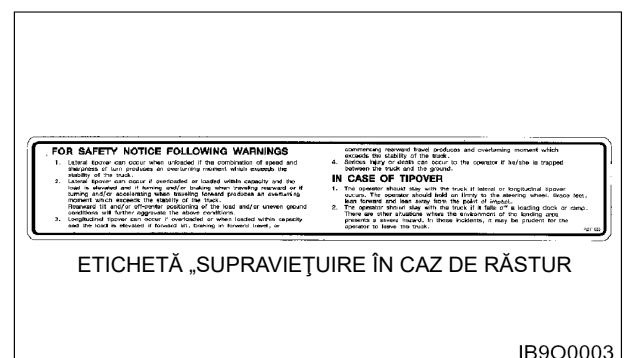 FOR SAFETY NOTICE FOLLOWING WARNINGS
1. Lateral tipover can occur when unloaded if the combination of speed and
sharpness of turn produces an overturning moment which exceeds the
stability of the truck.
2. Lateral tipover can occur if overloaded or loaded within capacity and the
load is elevated and if turning and/or braking when traveling rearward or if
turning and/or accelerating when traveling forward produces an overturning
moment which exceeds the stability of the truck.
Rearward tilt and/or off-center positioning of the load and/or uneven ground
conditions will further aggravate the above conditions.
3. Longitudinal tipover can occur if overloaded or when loaded within capacity
and the load is elevated if forward tilt, braking in forward travel, or
commencing rearward travel produces and overturning moment which
exceeds the stability of the truck.
4. Serious injury or death can occur to the operator if he/she is trapped
between the truck and the ground.
IN CASE OF TIPOVER
1. The operator should stay with the truck if lateral or longitudinal tipover
occurs. The operator should hold on firmly to the steering wheel. Brace feet,
lean forward and lean away from the point of impact.
2. The operator should stay with the truck if it falls off a loading dock or ramp.
There are other situations where the environment of the landing area
presents a severe hazard. In those incidents, it may be prudent for the
operator to leave the truck.
ETICHETĂ „SUPRAVIEŢUIRE ÎN CAZ DE RĂSTUR
IB9O0003